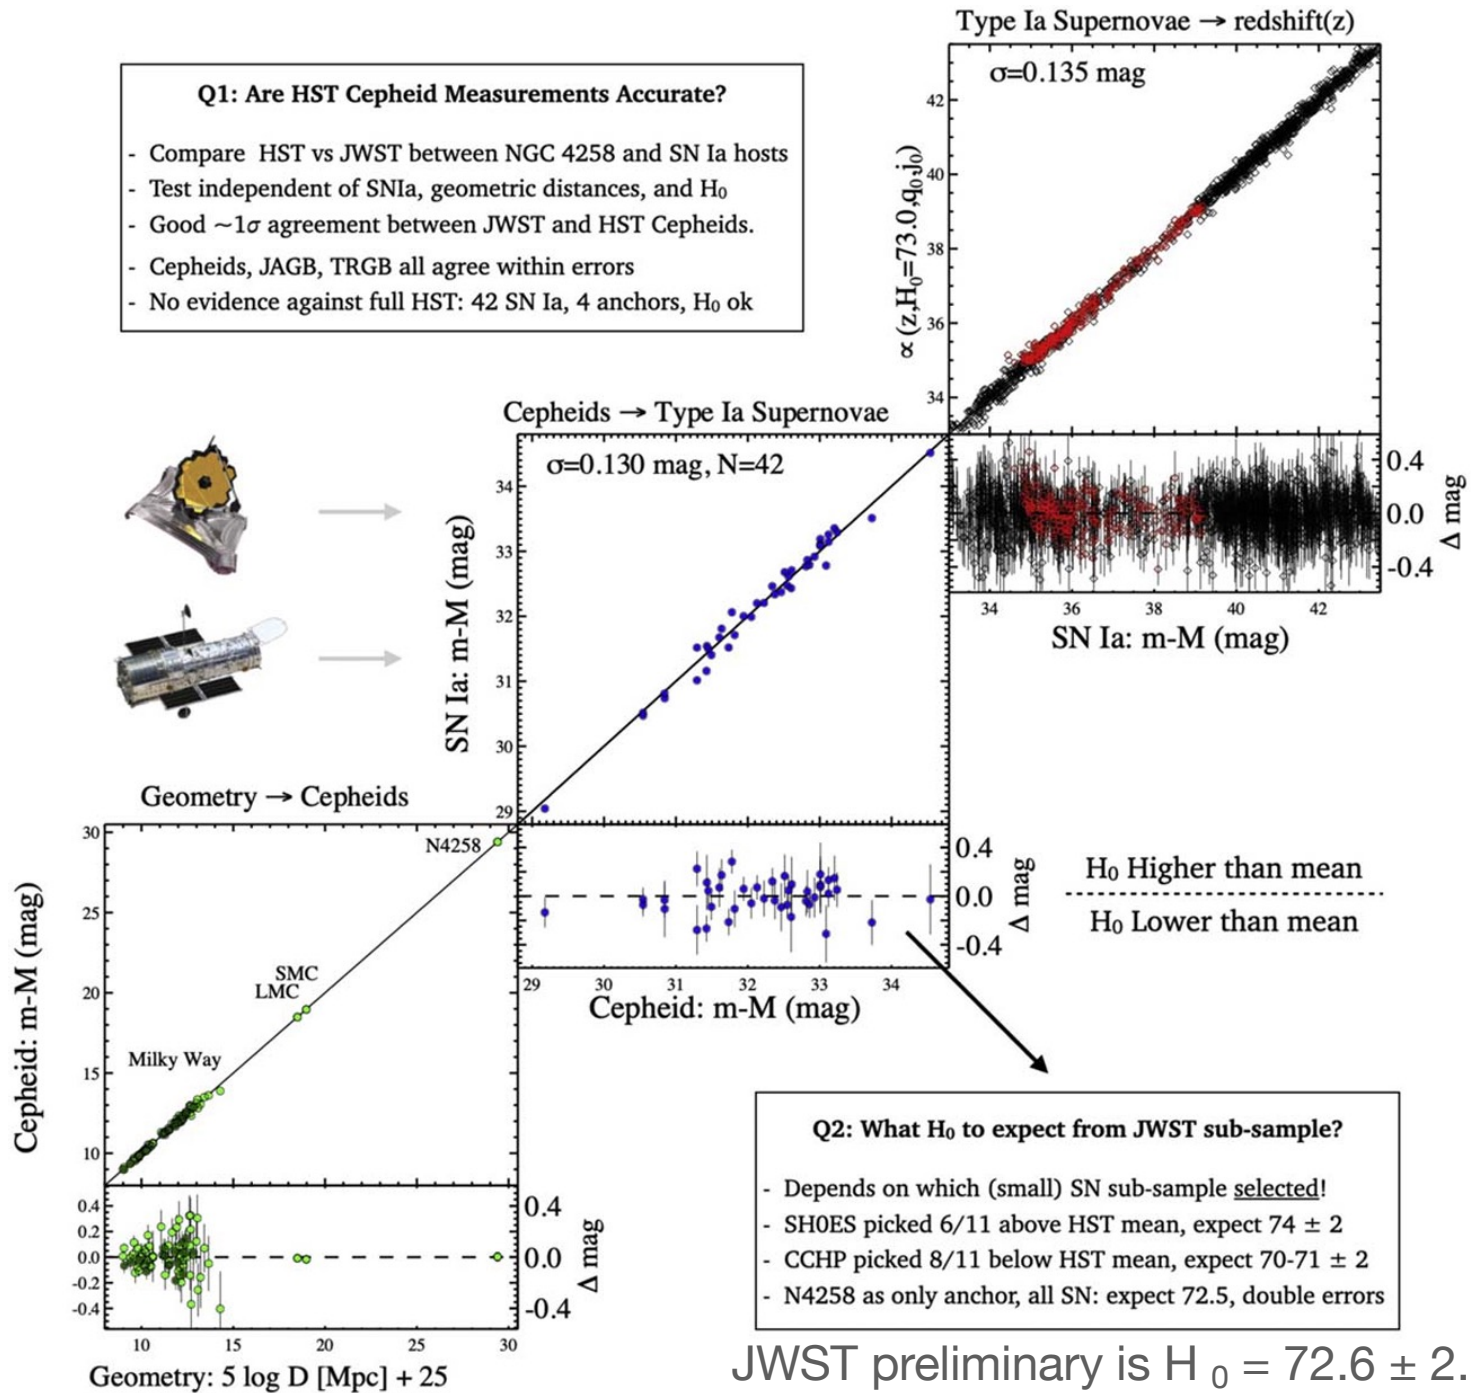 Type Ia Supernovae → redshift(z)
σ=0.135 mag
Q1: Are HST Cepheid Measurements Accurate?
- Compare HST vs JWST between NGC 4258 and SN Ia hosts
- Test independent of SNIa, geometric distances, and H₀
- Good ~1σ agreement between JWST and HST Cepheids.
- Cepheids, JAGB, TRGB all agree within errors
- No evidence against full HST: 42 SN Ia, 4 anchors, H₀ ok
∝ (z,H₀=73.0,q₀,j₀)
42
40
38
36
34
0.4
0.0
-0.4
Δ mag
34 36 38 40 42
SN Ia: m-M (mag)
Cepheids → Type Ia Supernovae
σ=0.130 mag, N=42
SN Ia: m-M (mag)
34
33
32
31
30
29
0.4
0.0
-0.4
Δ mag
29 30 31 32 33 34
Cepheid: m-M (mag)
H₀ Higher than mean
H₀ Lower than mean
Geometry → Cepheids
Cepheid: m-M (mag)
30
25
20
15
10
N4258
SMC
LMC
Milky Way
0.4
0.2
0.0
-0.2
-0.4
0.4
0.0
-0.4
Δ mag
10 15 20 25 30
Geometry: 5 log D [Mpc] + 25
Q2: What H₀ to expect from JWST sub-sample?
- Depends on which (small) SN sub-sample selected!
- SH0ES picked 6/11 above HST mean, expect 74 ± 2
- CCHP picked 8/11 below HST mean, expect 70-71 ± 2
- N4258 as only anchor, all SN: expect 72.5, double errors
JWST preliminary is H ₀ = 72.6 ± 2.